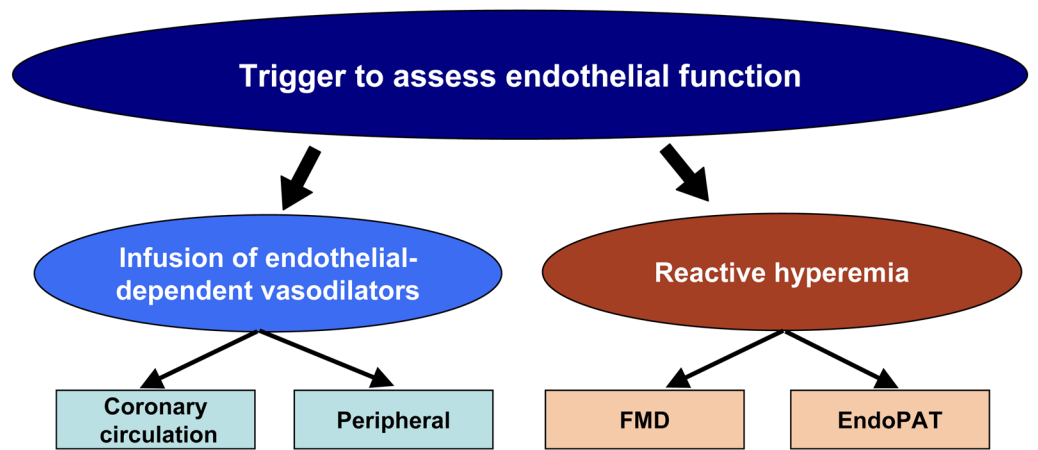 Trigger to assess endothelial function
Infusion of endothelial-
dependent vasodilators
Reactive hyperemia
Coronary
circulation
Peripheral
FMD
EndoPAT